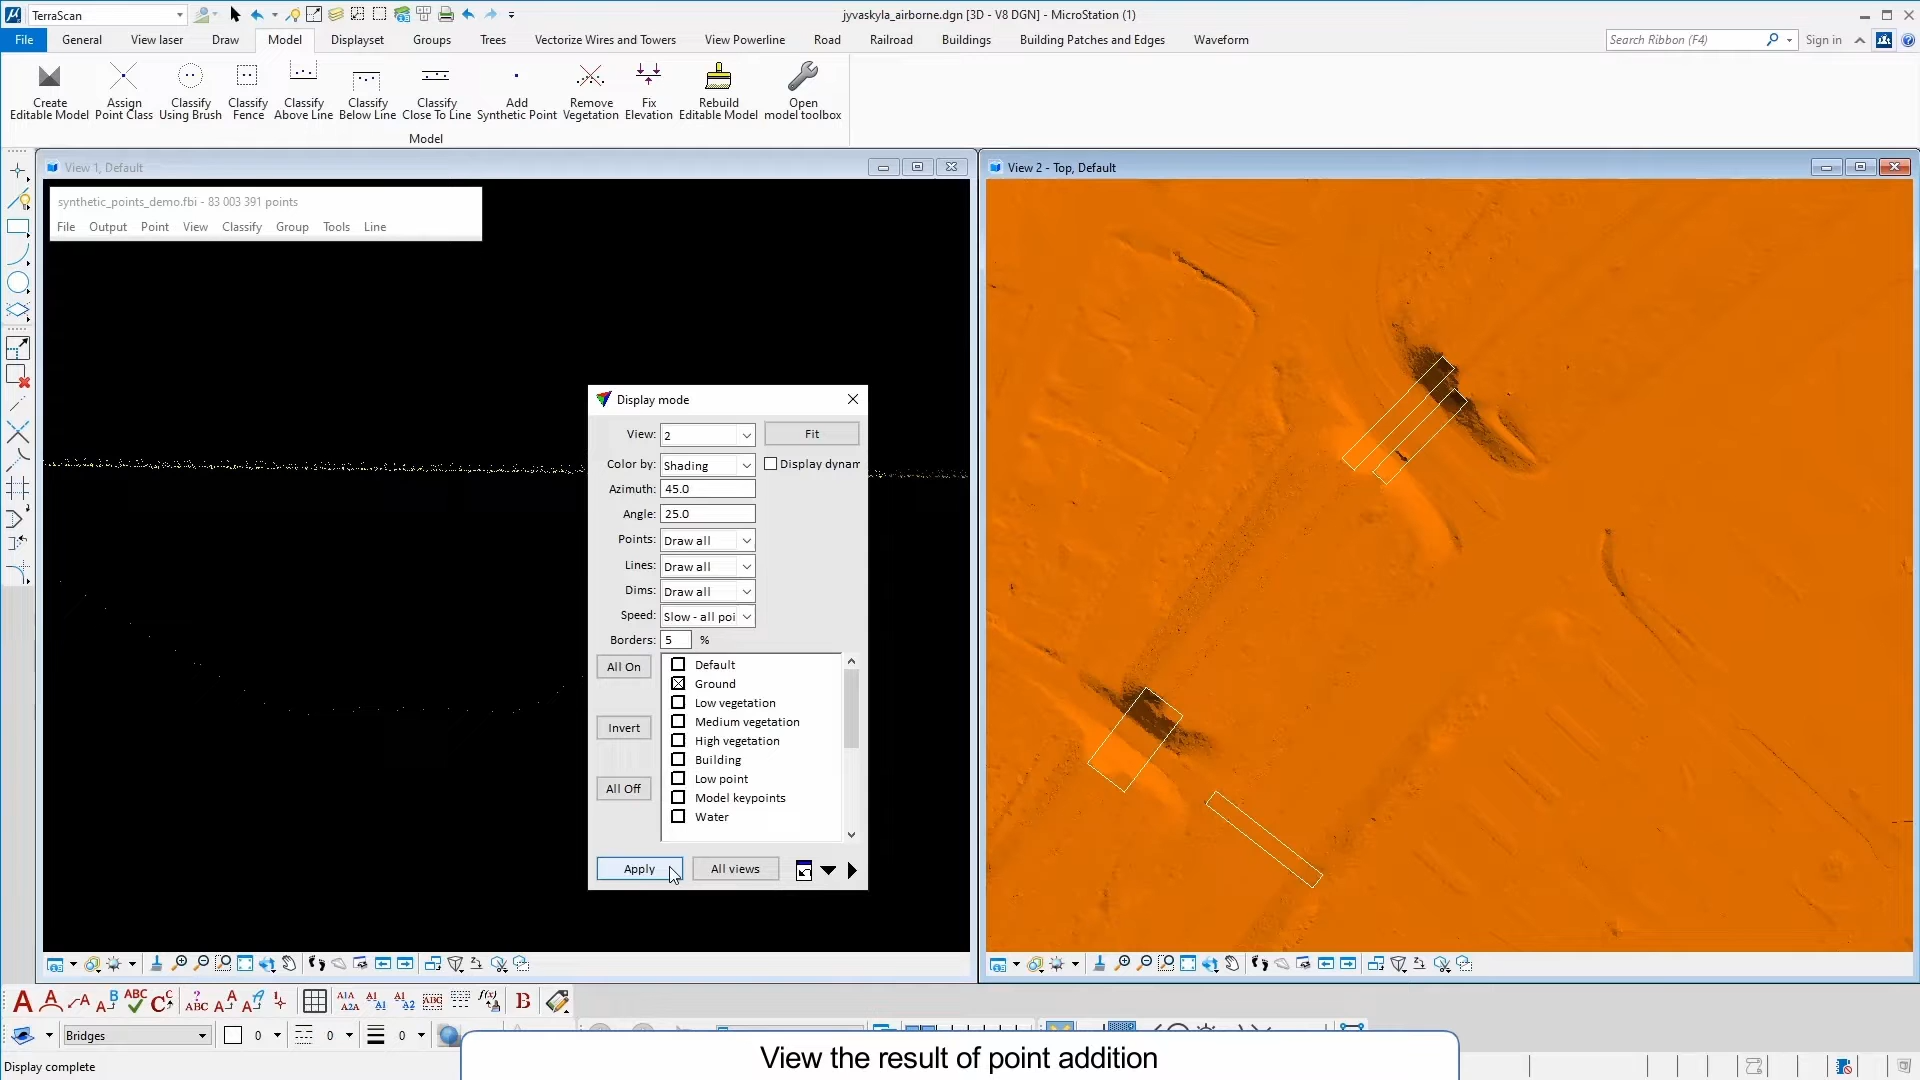 TerraScan
jyvaskyla_airborne.dgn [3D - V8 DGN] - MicroStation (1)
File General View laser Draw Model Displayset Groups Trees Vectorize Wires and Towers View Powerline Road Railroad Buildings Building Patches and Edges Waveform
Search Ribbon (F4)
Sign in
Create Editable Model
Assign Point Class
Classify Using Brush
Classify Fence
Classify Above Line
Classify Below Line
Classify Close To Line
Add Synthetic Point
Remove Vegetation
Fix Elevation
Rebuild Editable Model
Open model toolbox
Model
View 1, Default
synthetic_points_demo.fbi - 83 003 391 points
File Output Point View Classify Group Tools Line
View 2 - Top, Default
Display mode
View: 2 Fit
Color by: Shading Display dynam
Azimuth: 45.0
Angle: 25.0
Points: Draw all
Lines: Draw all
Dims: Draw all
Speed: Slow - all poi
Borders: 5 %
All On
Invert
All Off
Default
Ground
Low vegetation
Medium vegetation
High vegetation
Building
Low point
Model keypoints
Water
Apply
All views
Bridges 0 0 0
View the result of point addition
Display complete